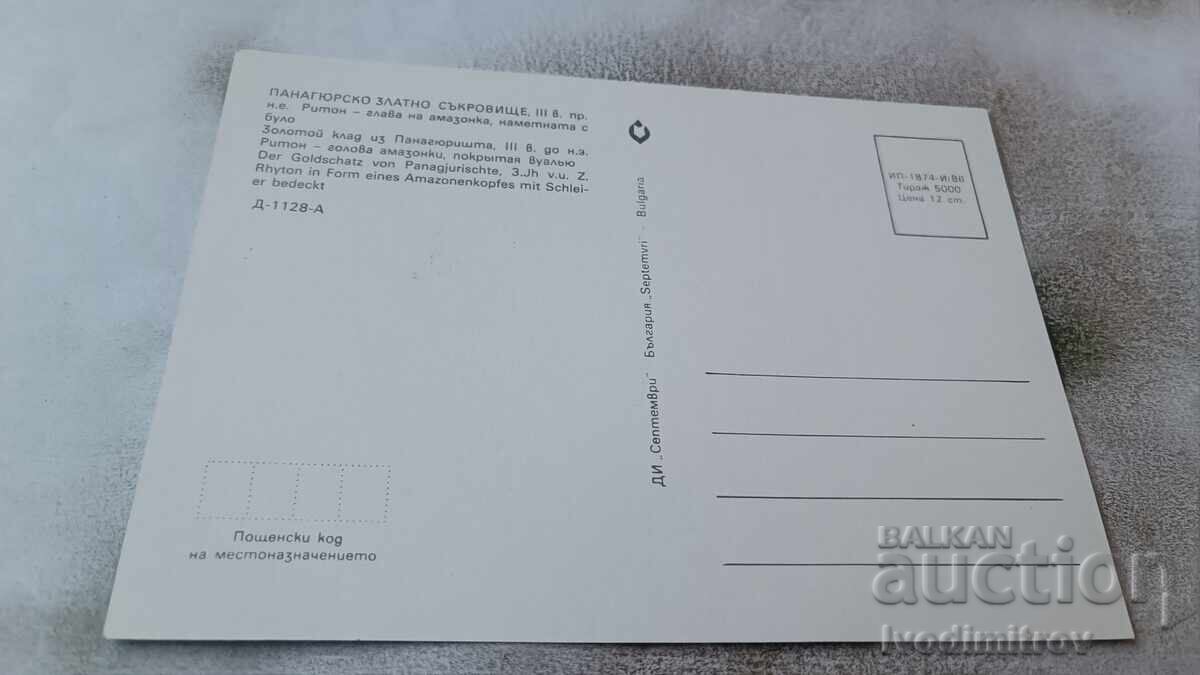 ПАНАГЮРСКО ЗЛАТНО СЪКРОВИЩЕ, III в. пр.
н.е. Ритон – глава на амазонка, наметната с
було
Золотой клад из Панагюришта, III в. до н.э.
Ритон – голова амазонки, покрытая вуалью
Der Goldschatz von Panagjurischte, 3.Jh v.u. Z.
Rhyton in Form eines Amazonenkopfes mit Schlei-
er bedeckt
Д-1128-А
Пощенски код
на местоназначението
ДИ „Септември" България „Septemvri" - Bulgaria
ИП-1874-И/86
Тираж 5000
Цена 12 ст.
BALKAN
auction
Ivodimitrov